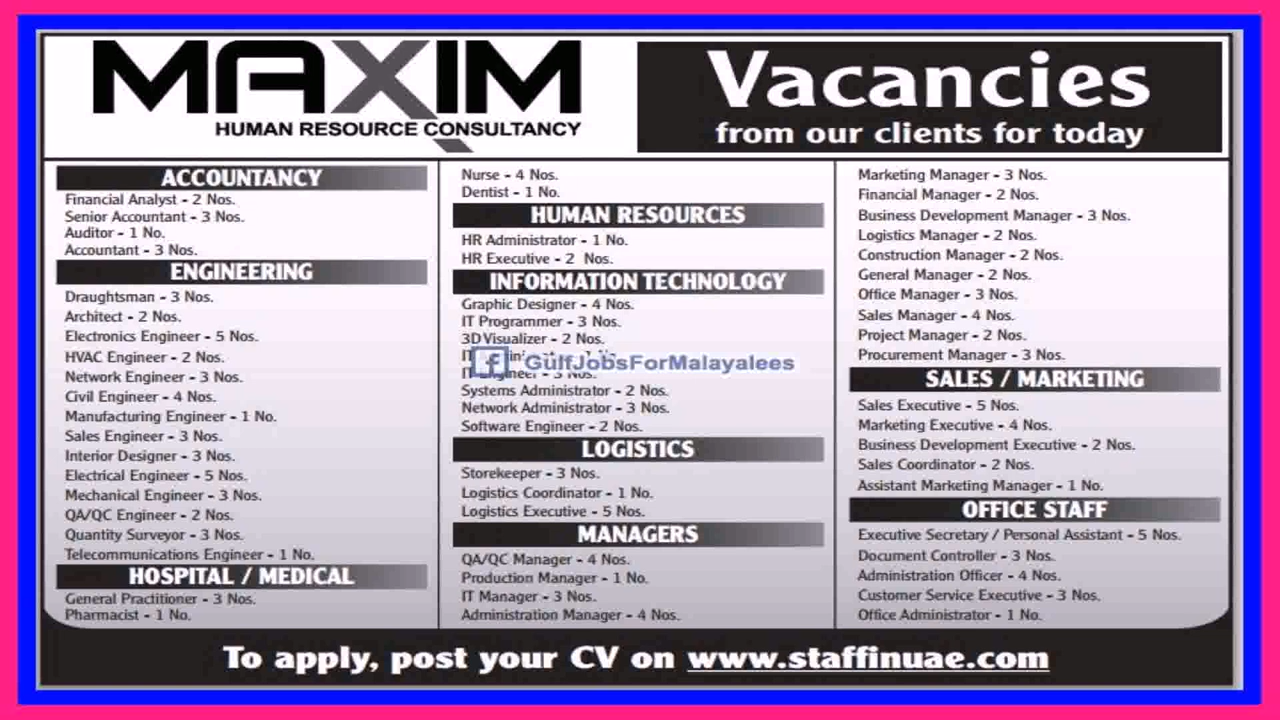 MAXIM
HUMAN RESOURCE CONSULTANCY
Vacancies
from our clients for today
ACCOUNTANCY
Financial Analyst - 2 Nos.
Senior Accountant - 3 Nos.
Auditor - 1 No.
Accountant - 3 Nos.
ENGINEERING
Draughtsman - 3 Nos.
Architect - 2 Nos.
Electronics Engineer - 5 Nos.
HVAC Engineer - 2 Nos.
Network Engineer - 3 Nos.
Civil Engineer - 4 Nos.
Manufacturing Engineer - 1 No.
Sales Engineer - 3 Nos.
Interior Designer - 3 Nos.
Electrical Engineer - 5 Nos.
Mechanical Engineer - 3 Nos.
QA/QC Engineer - 2 Nos.
Quantity Surveyor - 3 Nos.
Telecommunications Engineer - 1 No.
HOSPITAL / MEDICAL
General Practitioner - 3 Nos.
Pharmacist - 1 No.
Nurse - 4 Nos.
Dentist - 1 No.
HUMAN RESOURCES
HR Administrator - 1 No.
HR Executive - 2 Nos.
INFORMATION TECHNOLOGY
Graphic Designer - 4 Nos.
IT Programmer - 3 Nos.
3D Visualizer - 2 Nos.
IT
GulfJobsForMalayalees
IT Engineer - 3 Nos.
Systems Administrator - 2 Nos.
Network Administrator - 3 Nos.
Software Engineer - 2 Nos.
LOGISTICS
Storekeeper - 3 Nos.
Logistics Coordinator - 1 No.
Logistics Executive - 5 Nos.
MANAGERS
QA/QC Manager - 4 Nos.
Production Manager - 1 No.
IT Manager - 3 Nos.
Administration Manager - 4 Nos.
Marketing Manager - 3 Nos.
Financial Manager - 2 Nos.
Business Development Manager - 3 Nos.
Logistics Manager - 2 Nos.
Construction Manager - 2 Nos.
General Manager - 2 Nos.
Office Manager - 3 Nos.
Sales Manager - 4 Nos.
Project Manager - 2 Nos.
Procurement Manager - 3 Nos.
SALES / MARKETING
Sales Executive - 5 Nos.
Marketing Executive - 4 Nos.
Business Development Executive - 2 Nos.
Sales Coordinator - 2 Nos.
Assistant Marketing Manager - 1 No.
OFFICE STAFF
Executive Secretary / Personal Assistant - 5 Nos.
Document Controller - 3 Nos.
Administration Officer - 4 Nos.
Customer Service Executive - 3 Nos.
Office Administrator - 1 No.
To apply, post your CV on www.staffinuae.com